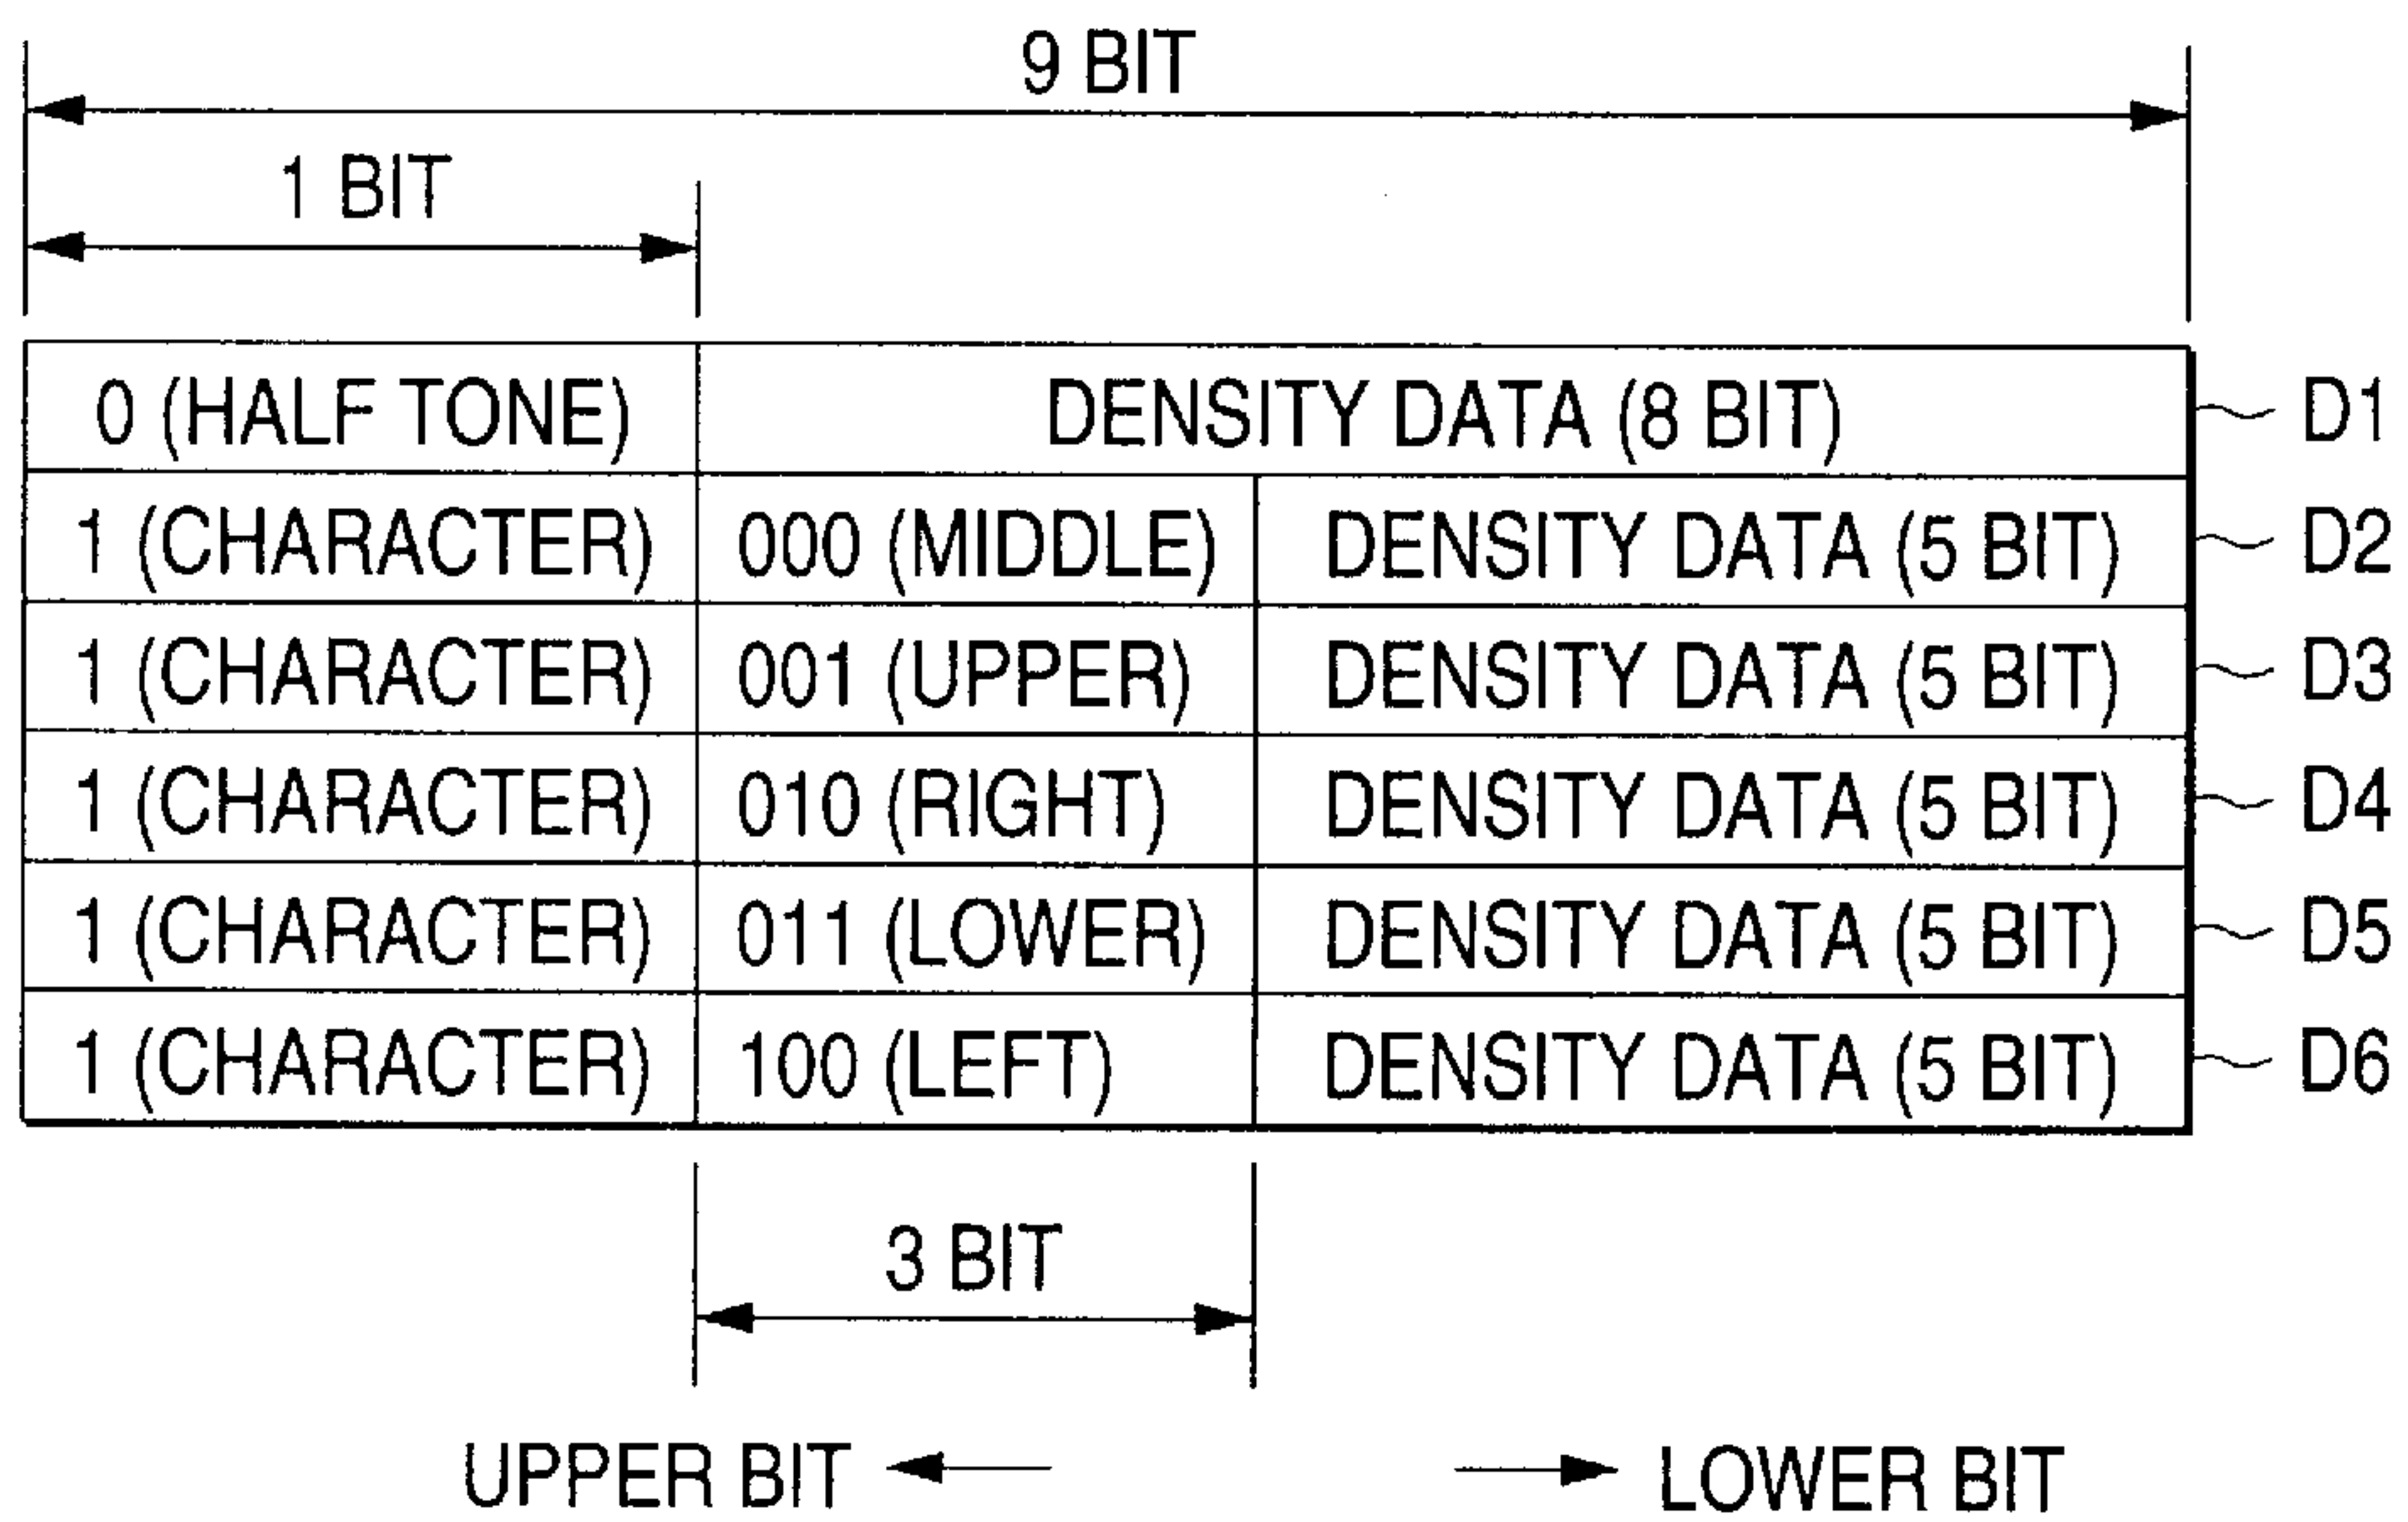 9 BIT
1 BIT
0 (HALF TONE) DENSITY DATA (8 BIT) D1
1 (CHARACTER) 000 (MIDDLE) DENSITY DATA (5 BIT) D2
1 (CHARACTER) 001 (UPPER) DENSITY DATA (5 BIT) D3
1 (CHARACTER) 010 (RIGHT) DENSITY DATA (5 BIT) D4
1 (CHARACTER) 011 (LOWER) DENSITY DATA (5 BIT) D5
1 (CHARACTER) 100 (LEFT) DENSITY DATA (5 BIT) D6
3 BIT
UPPER BIT LOWER BIT